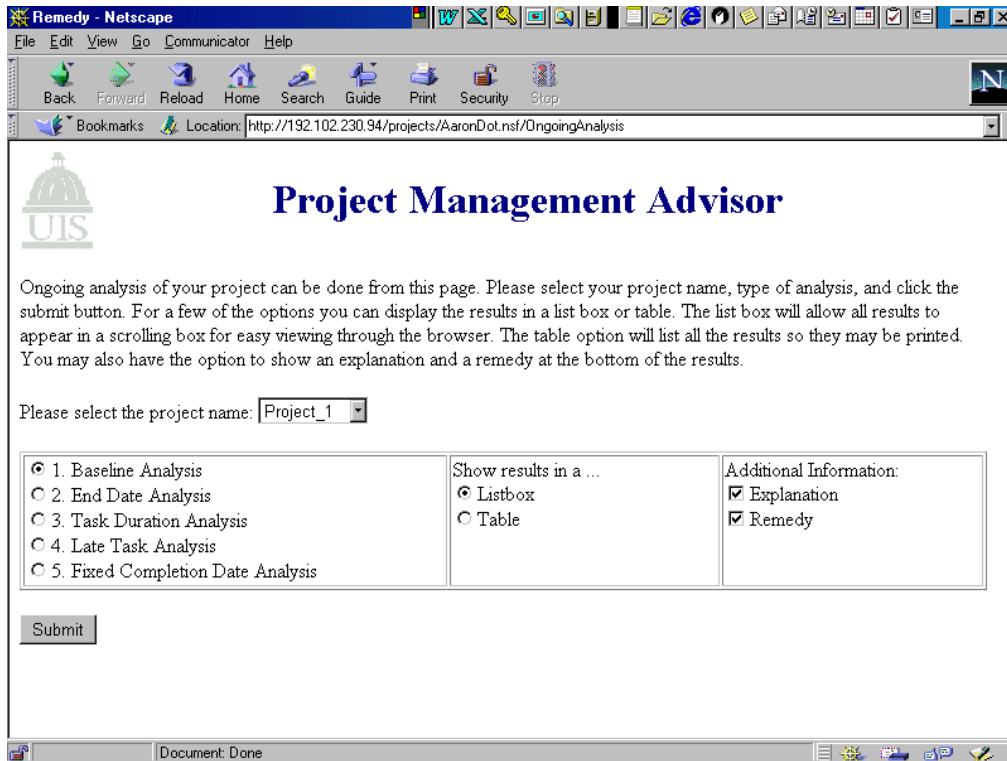 Remedy - Netscape
File Edit View Go Communicator Help
Back Forward Reload Home Search Guide Print Security Stop
N
Bookmarks Location: http://192.102.230.94/projects/AaronDot.nsf/OngoingAnalysis
UIS
Project Management Advisor
Ongoing analysis of your project can be done from this page. Please select your project name, type of analysis, and click the
submit button. For a few of the options you can display the results in a list box or table. The list box will allow all results to
appear in a scrolling box for easy viewing through the browser. The table option will list all the results so they may be printed.
You may also have the option to show an explanation and a remedy at the bottom of the results.
Please select the project name: Project_1
1. Baseline Analysis
2. End Date Analysis
3. Task Duration Analysis
4. Late Task Analysis
5. Fixed Completion Date Analysis
Show results in a ...
Listbox
Table
Additional Information:
Explanation
Remedy
Submit
Document: Done